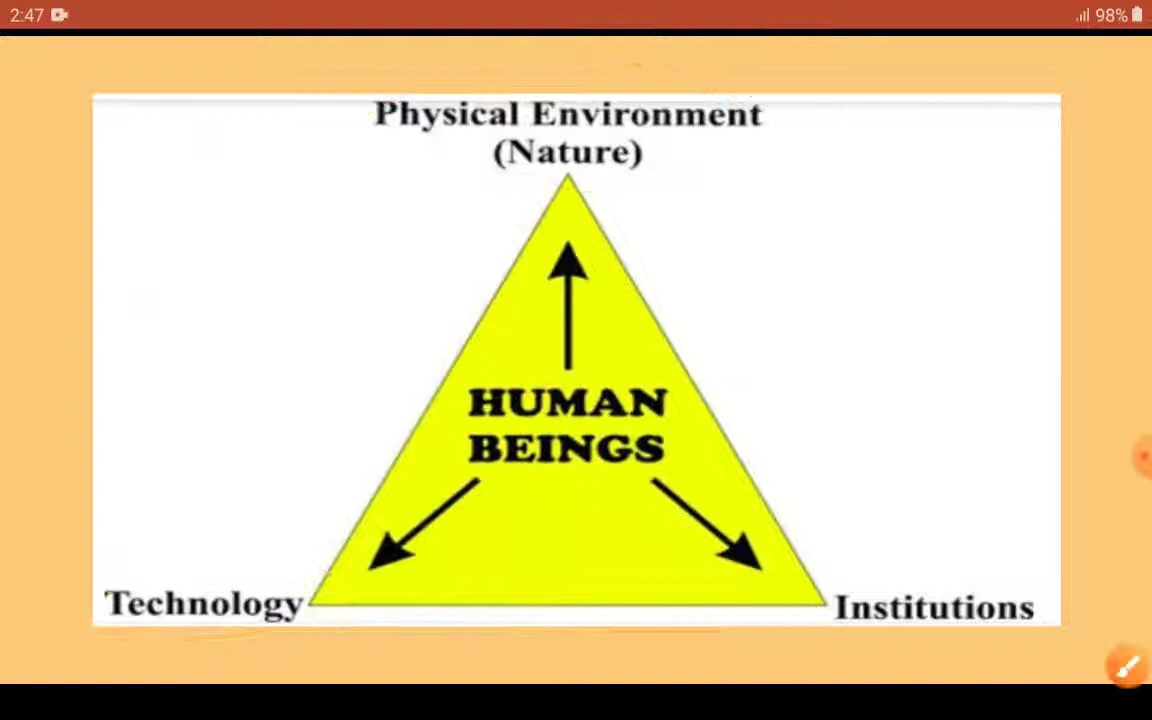 2:47 98%
Physical Environment
(Nature)
HUMAN
BEINGS
Technology
Institutions